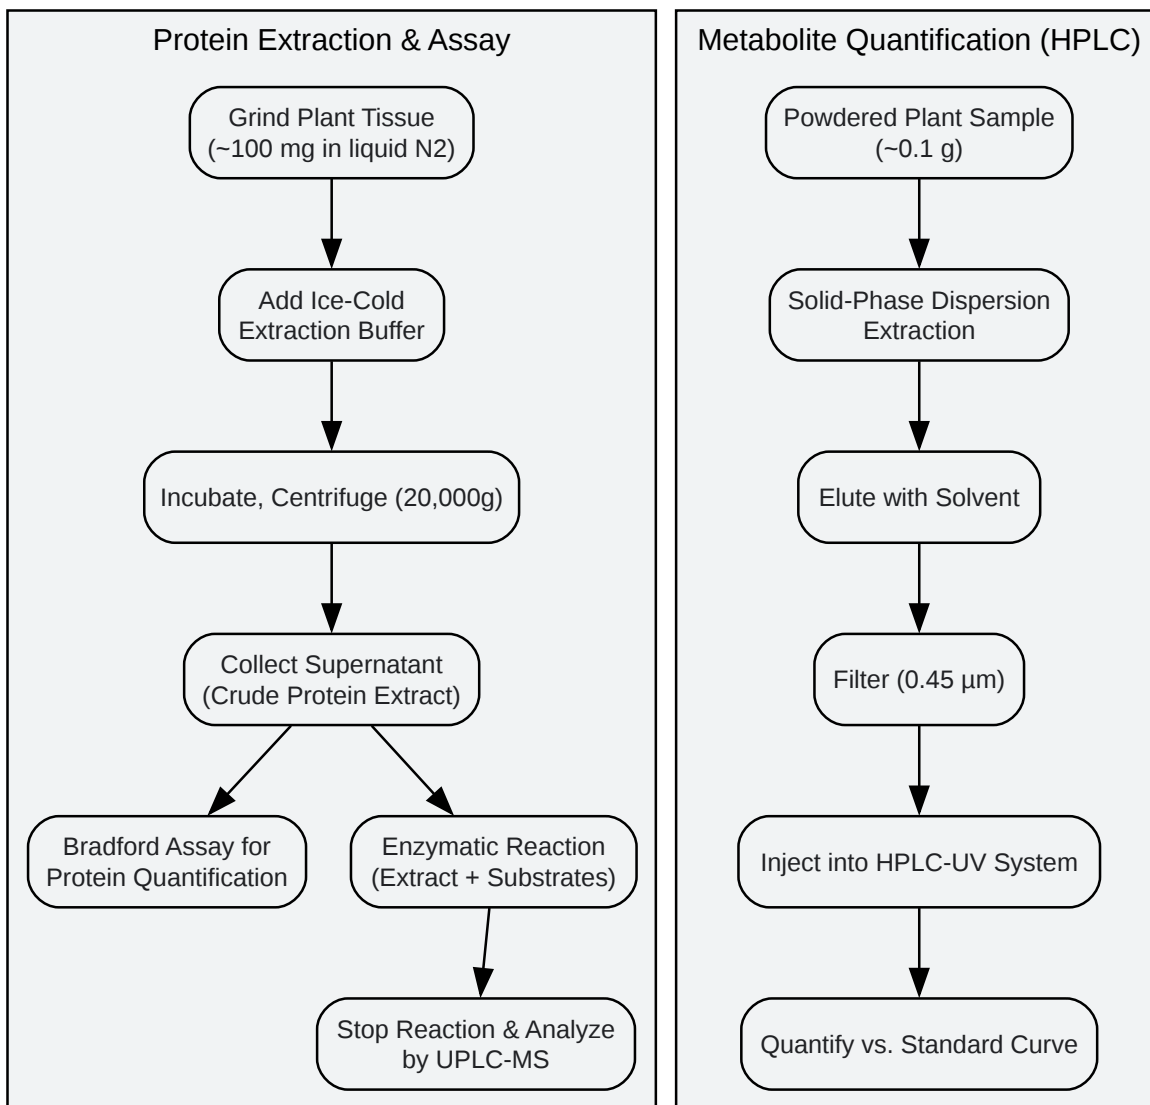 Protein Extraction & Assay
Grind Plant Tissue
(~100 mg in liquid N2)
Add Ice-Cold
Extraction Buffer
Incubate, Centrifuge (20,000g)
Collect Supernatant
(Crude Protein Extract)
Bradford Assay for
Protein Quantification
Enzymatic Reaction
(Extract + Substrates)
Stop Reaction & Analyze
by UPLC-MS
Metabolite Quantification (HPLC)
Powdered Plant Sample
(~0.1 g)
Solid-Phase Dispersion
Extraction
Elute with Solvent
Filter (0.45 µm)
Inject into HPLC-UV System
Quantify vs. Standard Curve